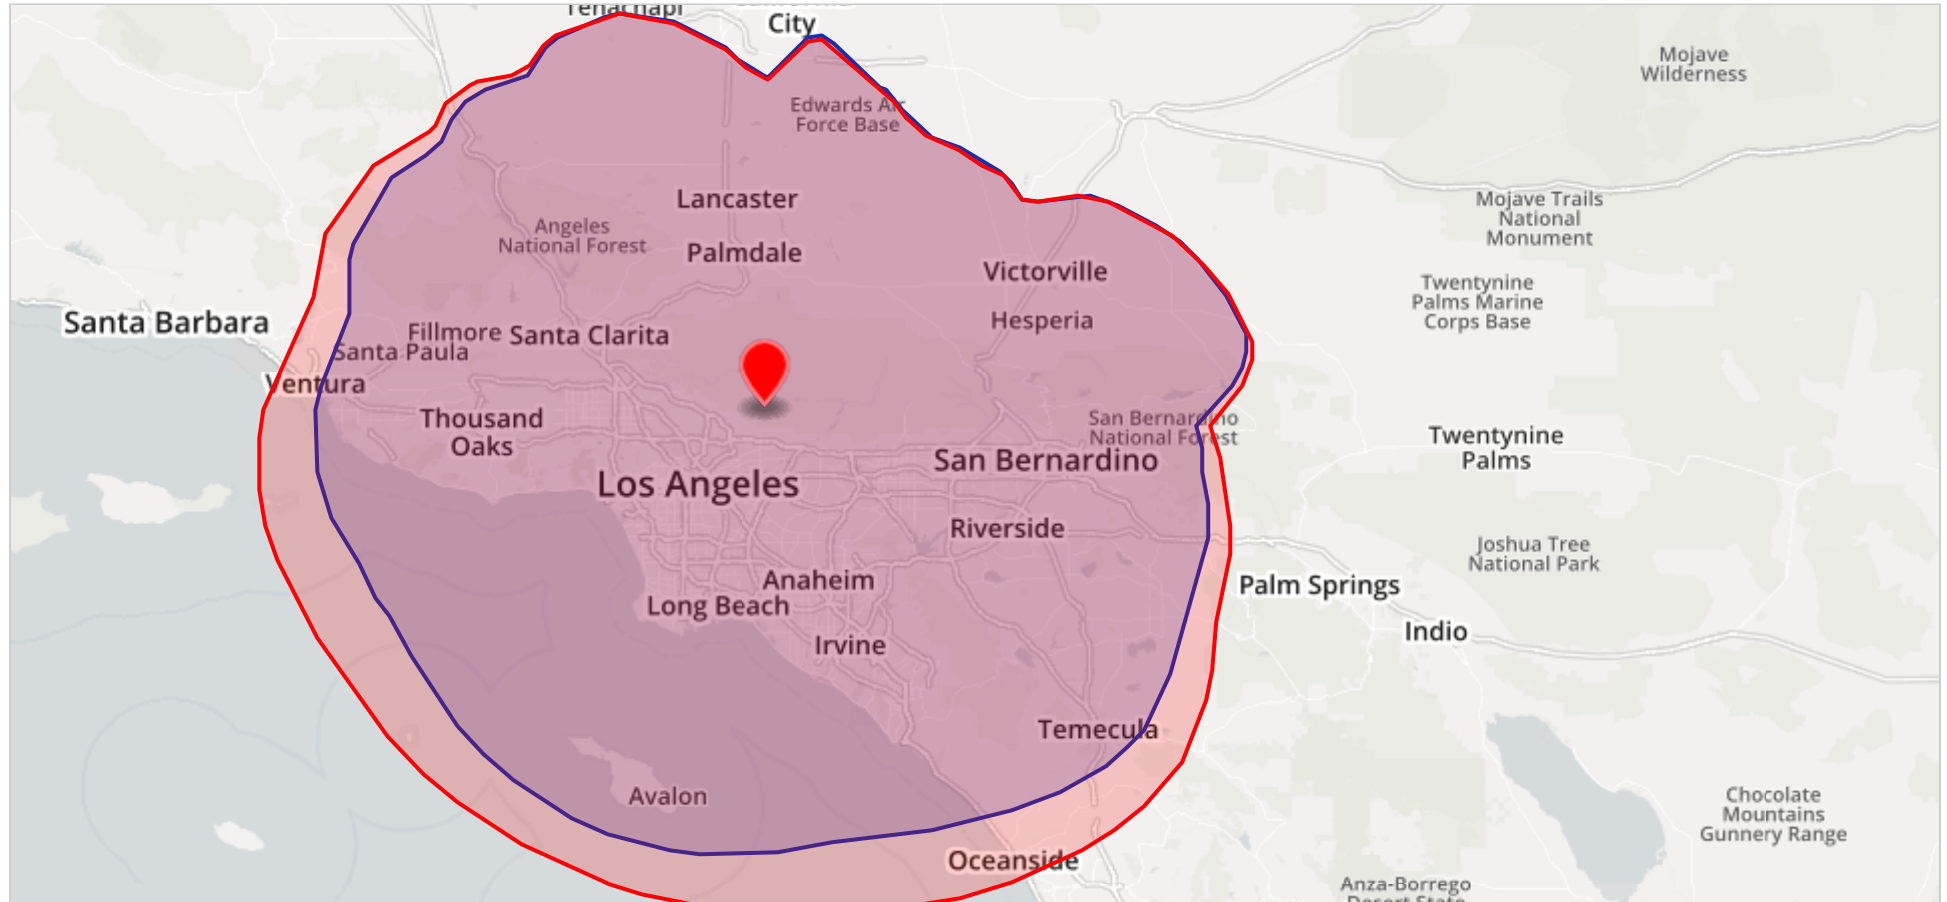 Tehachapi
City
Mojave
Wilderness
Edwards Air
Force Base
Lancaster
Mojave Trails
National
Monument
Angeles
National Forest
Palmdale
Victorville
Twentynine
Palms Marine
Corps Base
Santa Barbara
Fillmore
Santa Clarita
Hesperia
Santa Paula
Ventura
Thousand
Oaks
San Bernardino
National Forest
Twentynine
Palms
San Bernardino
Los Angeles
Riverside
Joshua Tree
National Park
Anaheim
Palm Springs
Long Beach
Indio
Irvine
Temecula
Avalon
Chocolate
Mountains
Gunnery Range
Oceanside
Anza-Borrego
Desert State